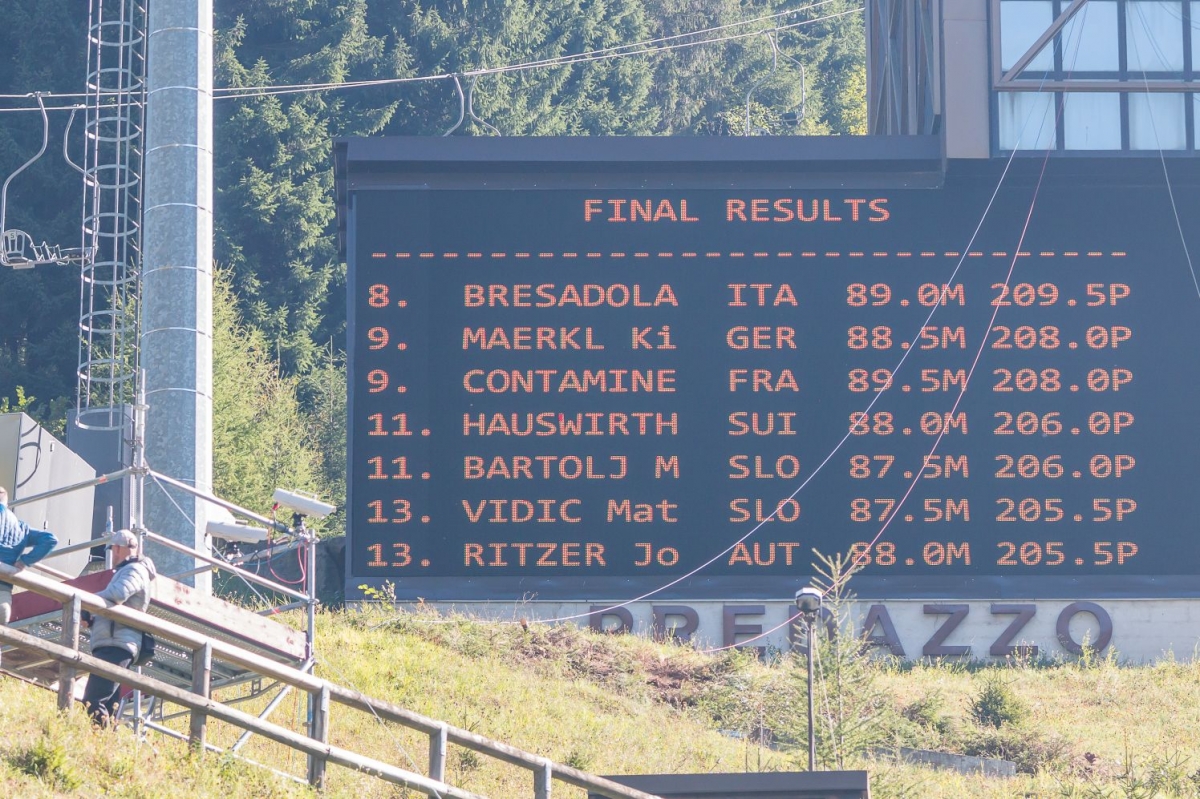 FINAL RESULTS
--------------------------------
8. BRESADOLA ITA 89.0M 209.5P
9. MAERKL Ki GER 88.5M 208.0P
9. CONTAMINE FRA 89.5M 208.0P
11. HAUSWIRTH SUI 88.0M 206.0P
11. BARTOLJ M SLO 87.5M 206.0P
13. VIDIC Mat SLO 87.5M 205.5P
13. RITZER Jo AUT 88.0M 205.5P
PREDAZZO